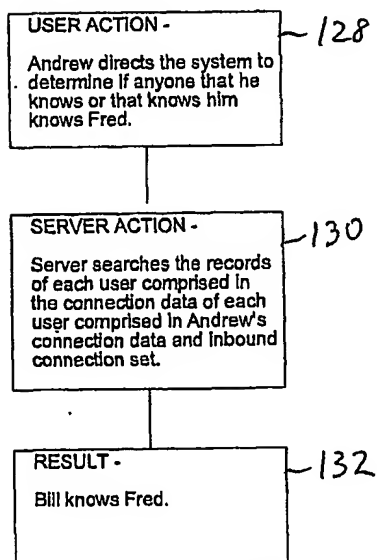 USER ACTION -
128
Andrew directs the system to
determine if anyone that he
knows or that knows him
knows Fred.
SERVER ACTION -
130
Server searches the records
of each user comprised in
the connection data of each
user comprised in Andrew's
connection data and inbound
connection set.
RESULT -
132
Bill knows Fred.